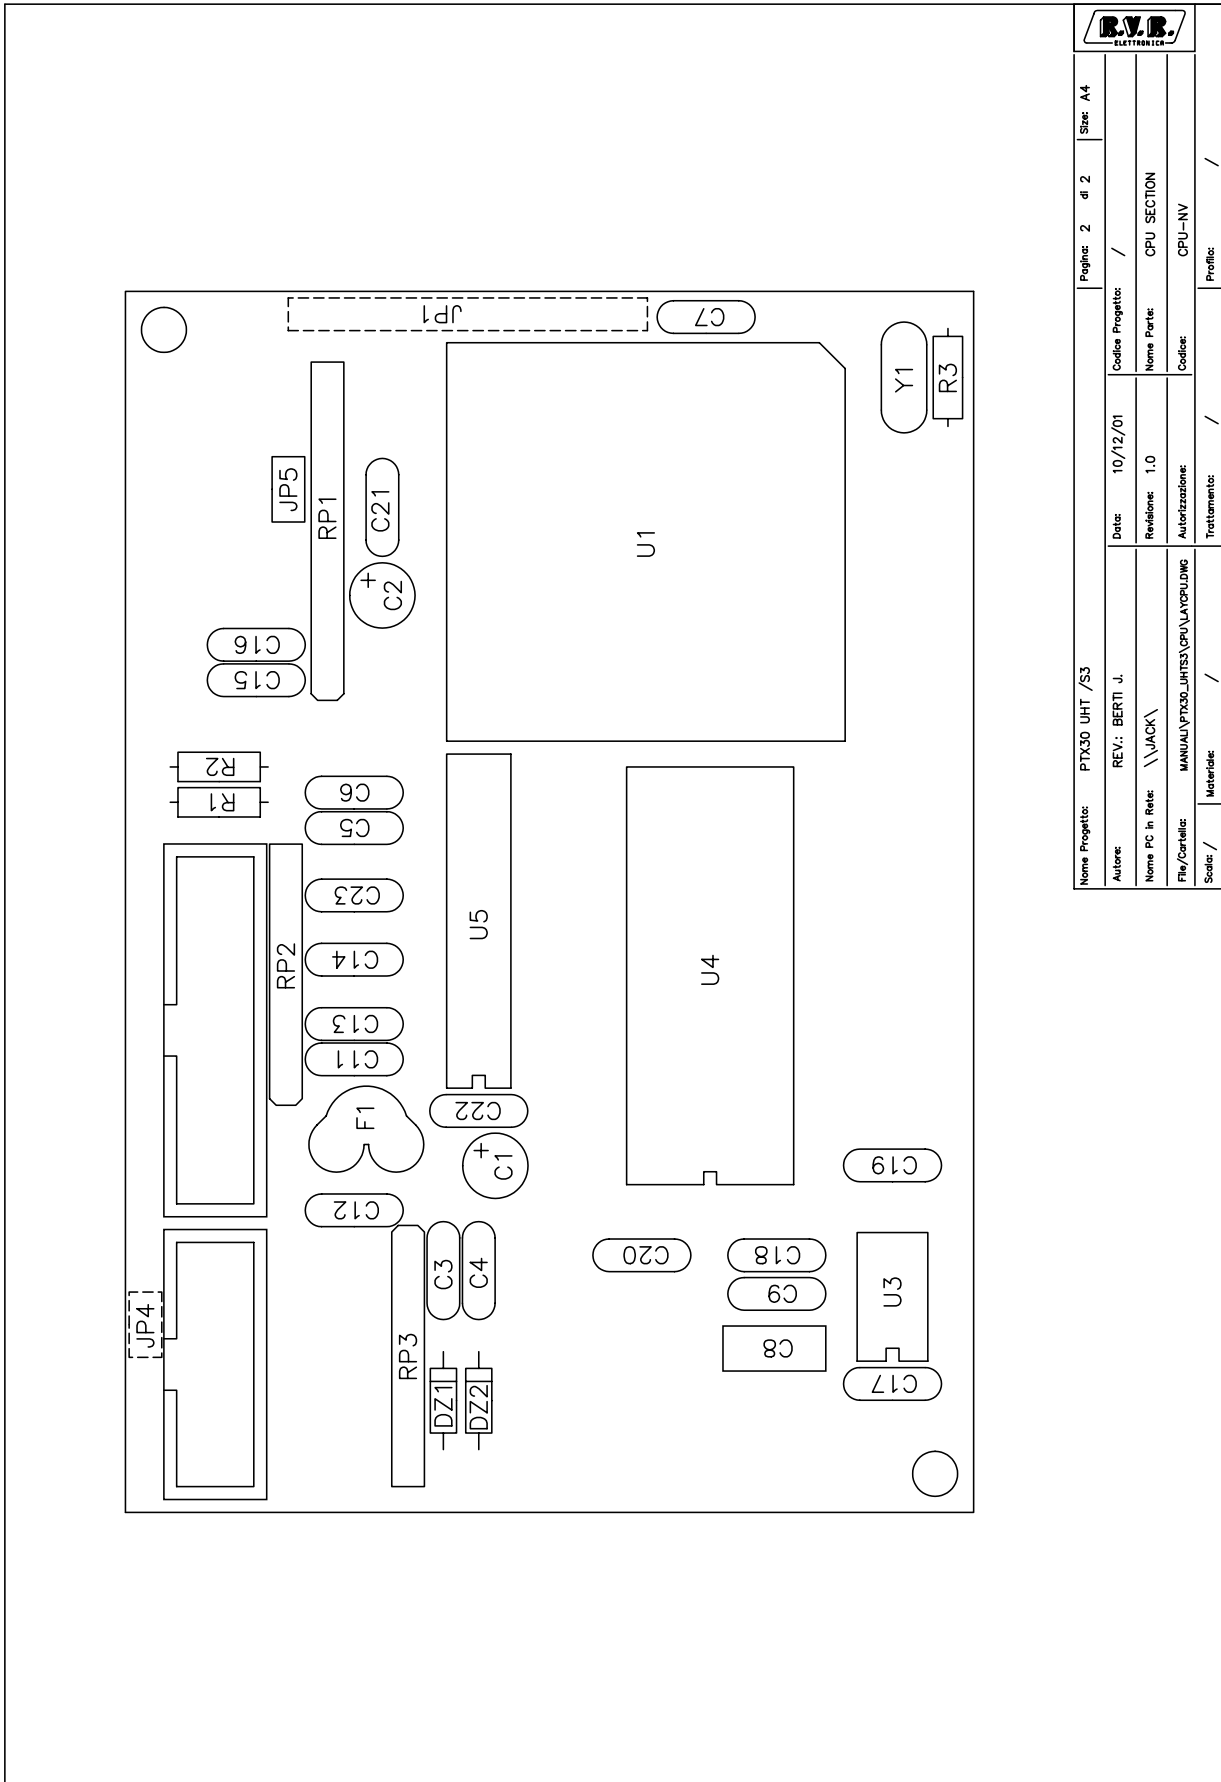 R.V.R.
ELETTRONICA
Nome Progetto: PTX30 UHT /S3 Pagina: 2 di 2 Size: A4
Autore: REV.: BERTI J. Data: 10/12/01 Codice Progetto: /
Nome PC in Rete: \\JACK\ Revisione: 1.0 Nome Parte: CPU SECTION
File/Cartella: MANUALI\PTX30_UHTS3\CPU\LAYCPU.DWG Autorizzazione: Codice: CPU-NV
Scala: / Materiale: / Trattamento: / Profilo: /
JP1
C7
Y1
R3
JP5
RP1
C21
U1
C2
+
C16
C15
R2
R1
C6
C5
C23
RP2
C14
U5
U4
C13
C11
F1
C22
C1
+
C19
C12
C3
C4
C20
C18
C9
U3
JP4
RP3
C8
DZ1
DZ2
C17